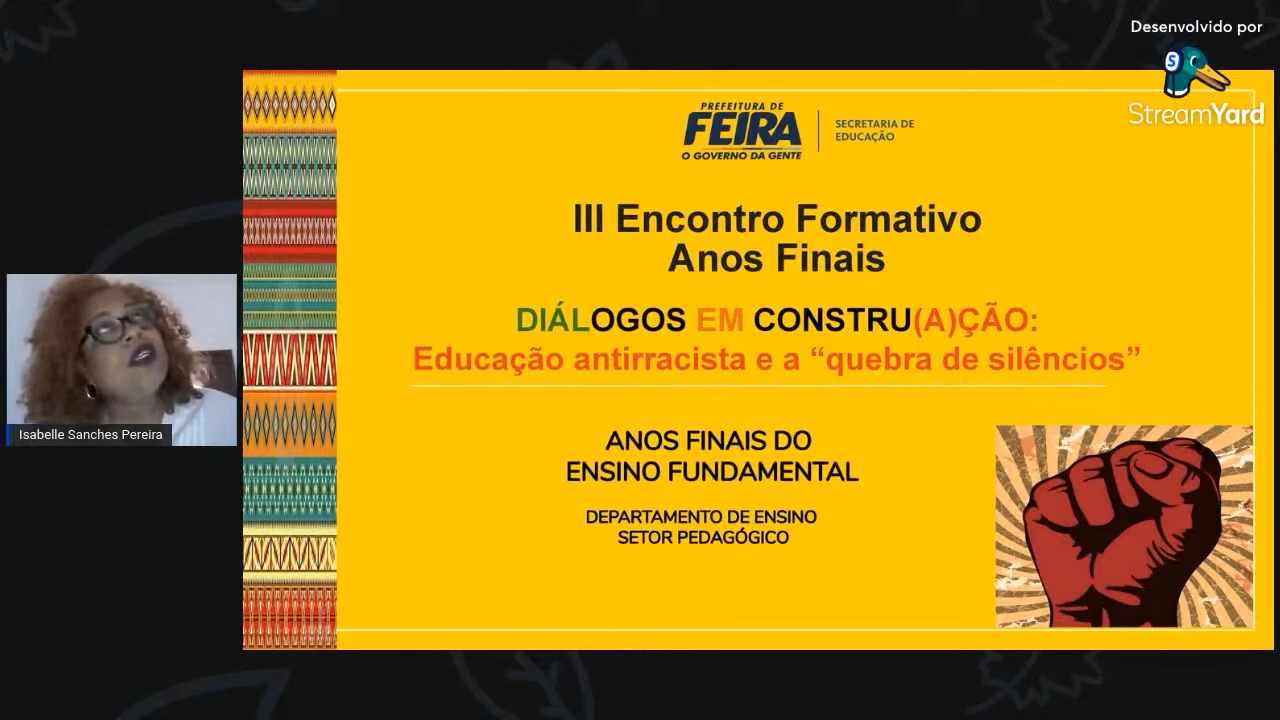 Desenvolvido por
S
StreamYard
PREFEITURA DE
FEIRA
O GOVERNO DA GENTE
SECRETARIA DE
EDUCAÇÃO
III Encontro Formativo
Anos Finais
DIÁLOGOS EM CONSTRU(A)ÇÃO:
Educação antirracista e a “quebra de silêncios”
Isabelle Sanches Pereira
ANOS FINAIS DO
ENSINO FUNDAMENTAL
DEPARTAMENTO DE ENSINO
SETOR PEDAGÓGICO